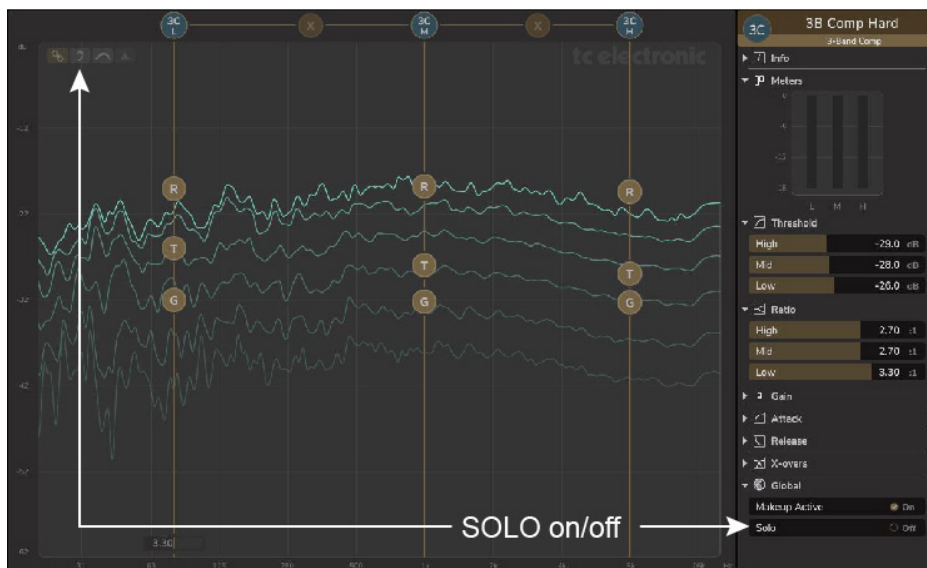 3C
L
X
3C
M
X
3C
H
tc electronic
R
R
R
T
T
T
G
G
G
SOLO on/off
3.30
3C
3B Comp Hard
3-Band Comp
Info
Meters
L M H
Threshold
High -29.0 dB
Mid -28.0 dB
Low -26.0 dB
Ratio
High 2.70 :1
Mid 2.70 :1
Low 3.30 :1
Gain
Attack
Release
X-overs
Global
Makeup Active On
Solo Off